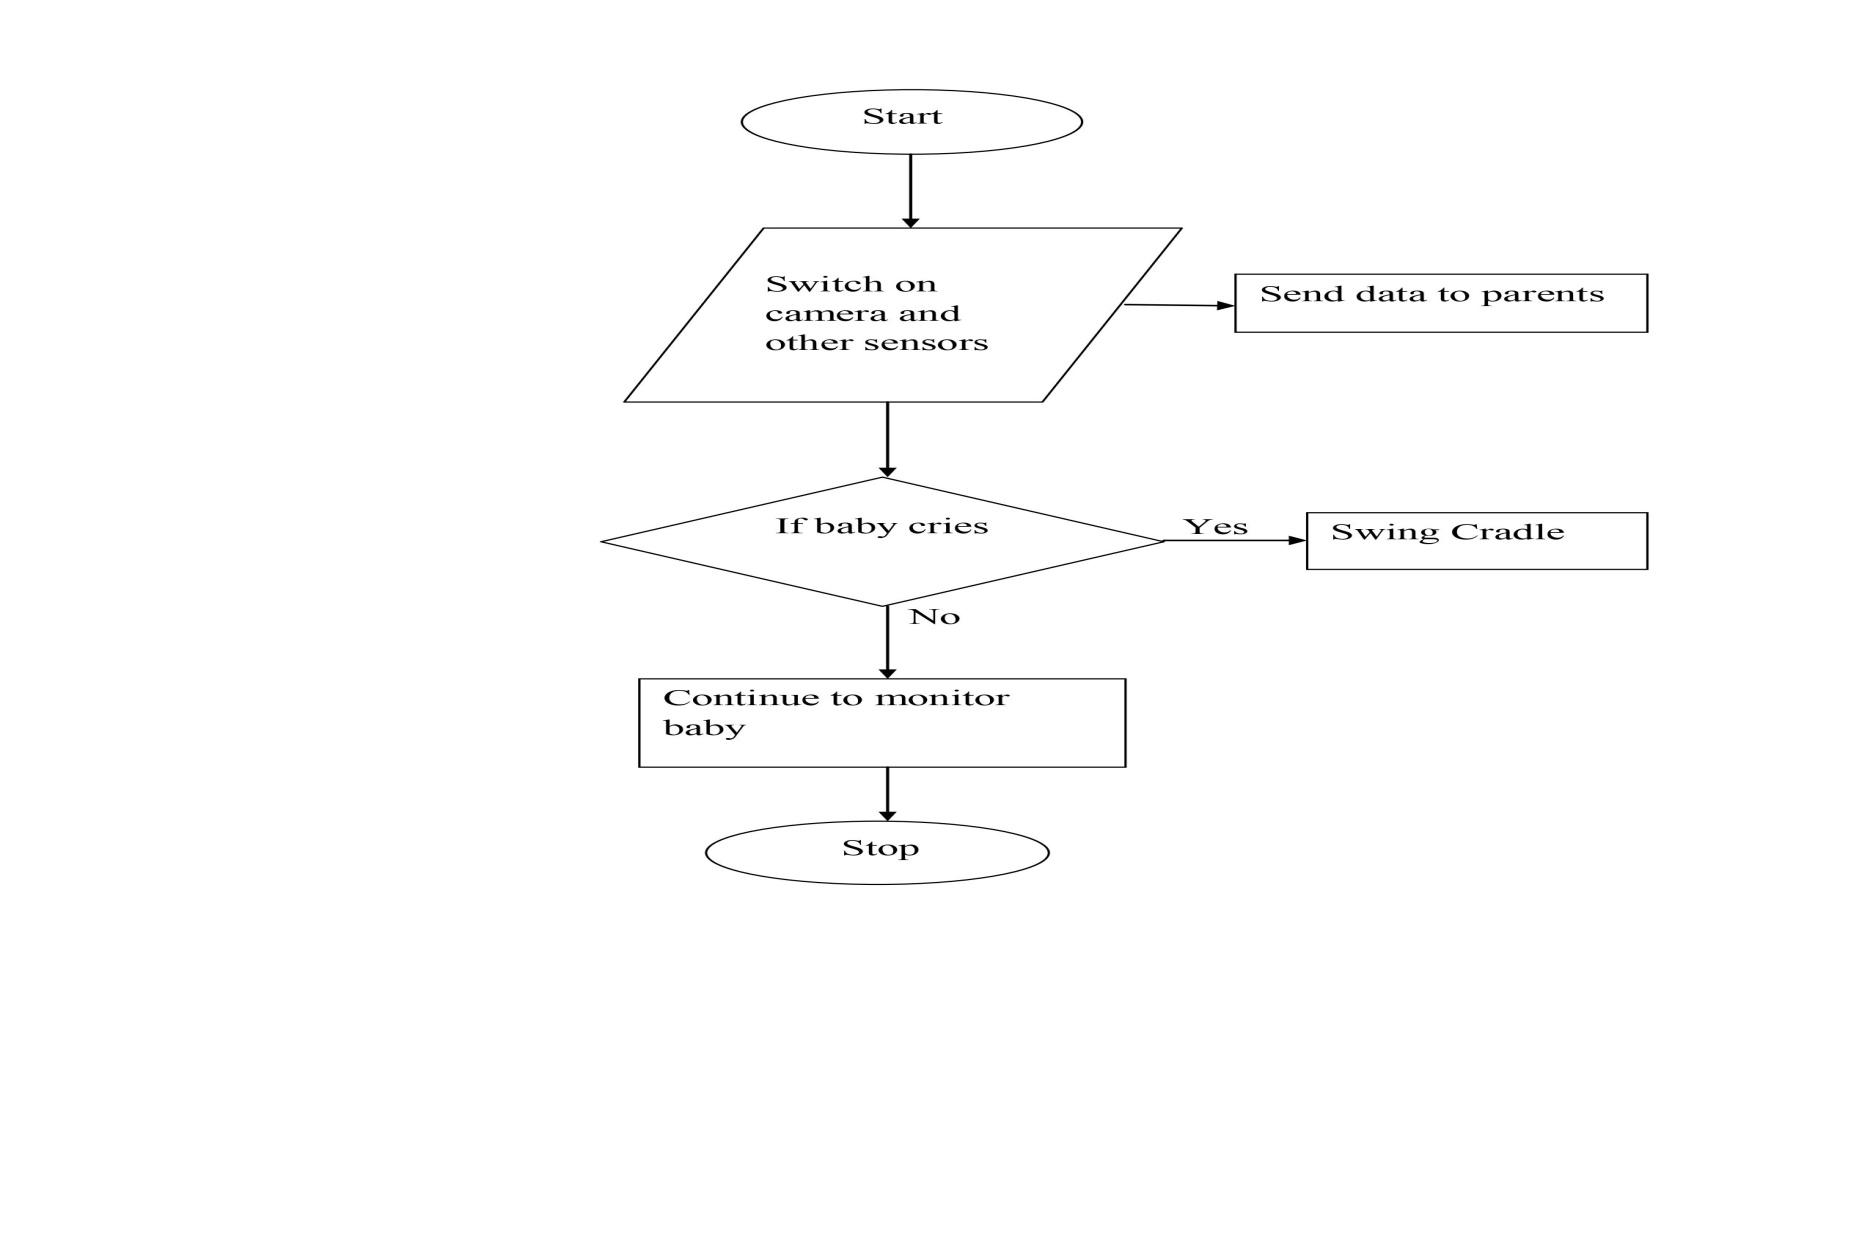 Start
Switch on
camera and
other sensors
Send data to parents
If baby cries
Yes
Swing Cradle
No
Continue to monitor
baby
Stop